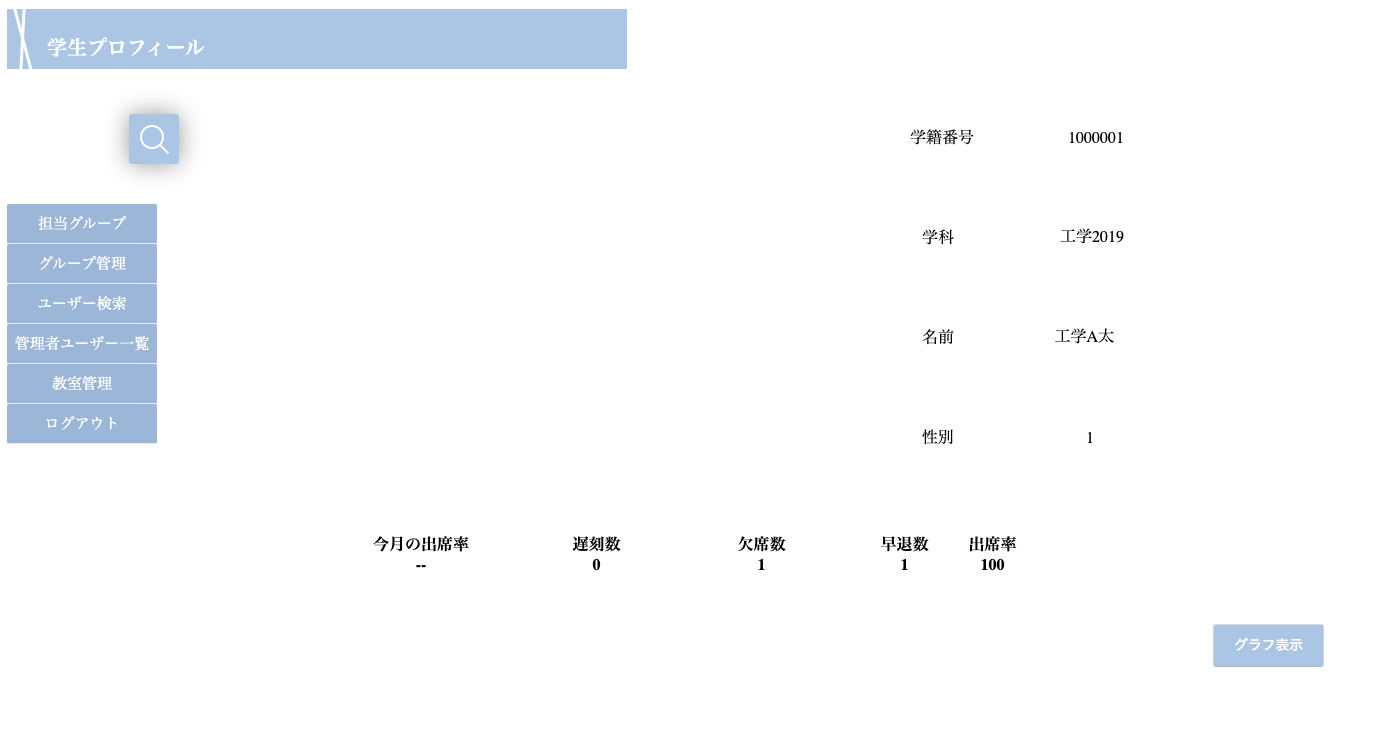 学生プロフィール
学籍番号 1000001
担当グループ
学科 工学2019
グループ管理
ユーザー検索
名前 工学A太
管理者ユーザー一覧
教室管理
ログアウト
性別 1
今月の出席率 遅刻数 欠席数 早退数 出席率
-- 0 1 1 100
グラフ表示